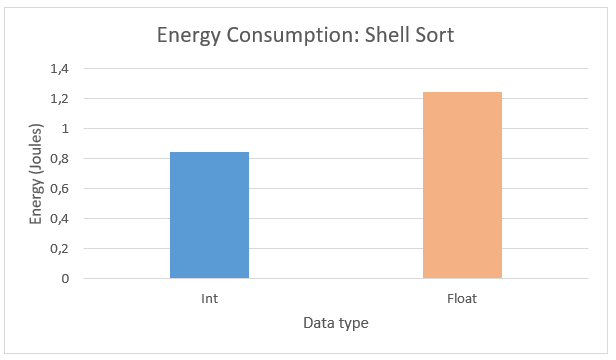 Energy Consumption: Shell Sort
1,4
1,2
1
0,8
0,6
0,4
0,2
0
Energy (Joules)
Int
Float
Data type